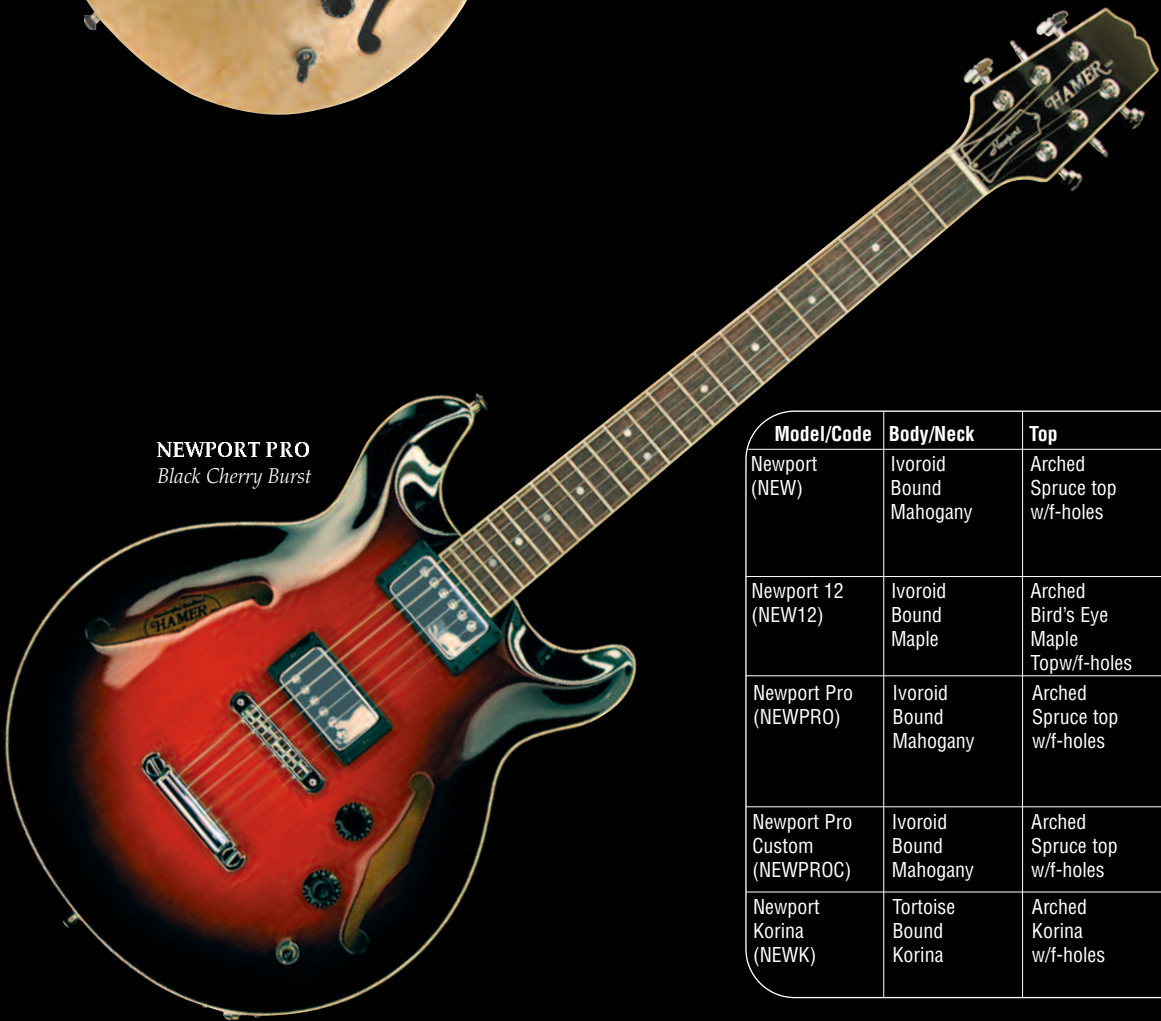 HAMER
Newport
NEWPORT PRO
Black Cherry Burst
HAMER
Model/Code Body/Neck Top
Newport Ivoroid Arched
(NEW) Bound Spruce top
Mahogany w/f-holes
Newport 12 Ivoroid Arched
(NEW12) Bound Bird's Eye
Maple Maple
Topw/f-holes
Newport Pro Ivoroid Arched
(NEWPRO) Bound Spruce top
Mahogany w/f-holes
Newport Pro Ivoroid Arched
Custom Bound Spruce top
(NEWPROC) Mahogany w/f-holes
Newport Tortoise Arched
Korina Bound Korina
(NEWK) Korina w/f-holes